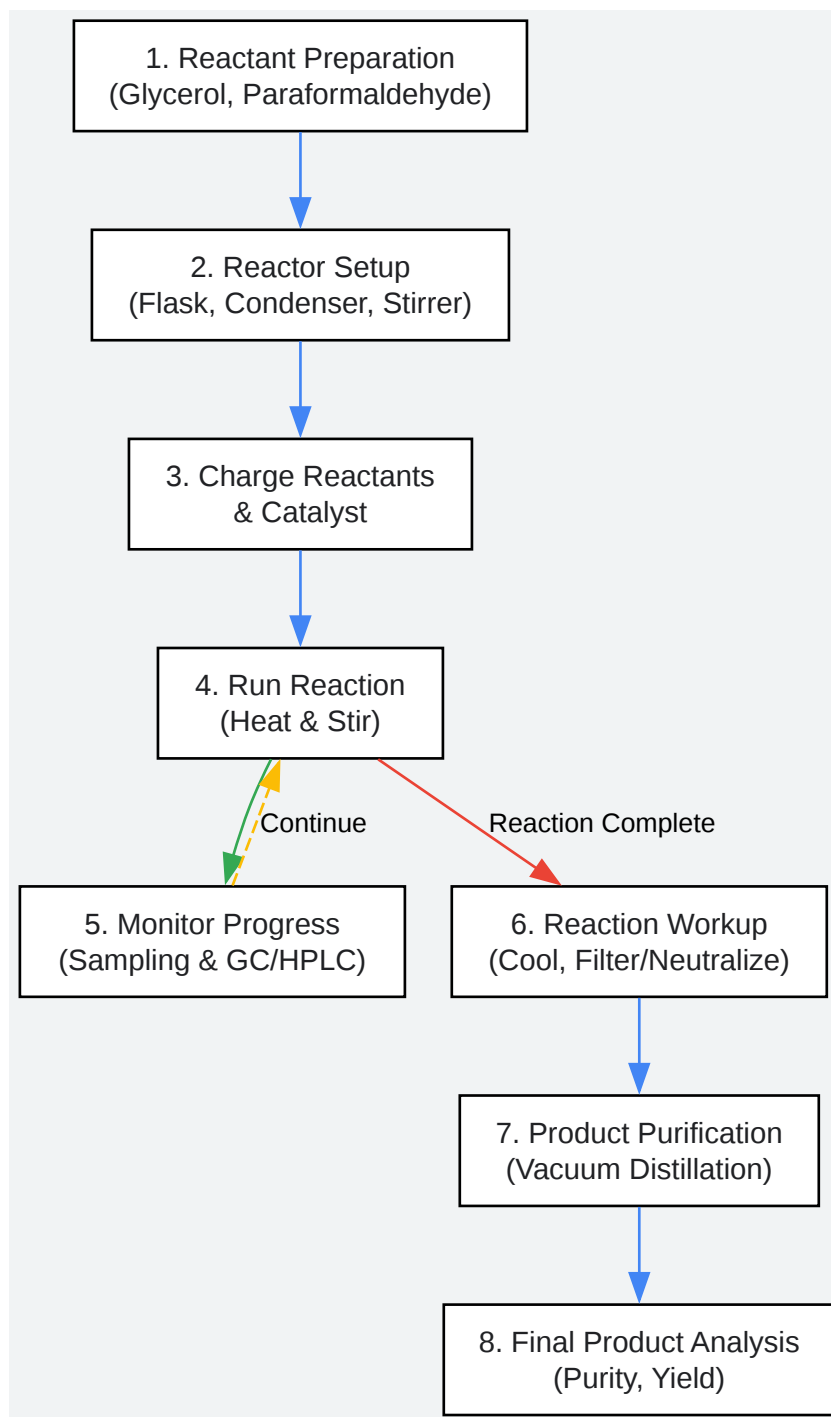 1. Reactant Preparation
(Glycerol, Paraformaldehyde)
2. Reactor Setup
(Flask, Condenser, Stirrer)
3. Charge Reactants
& Catalyst
4. Run Reaction
(Heat & Stir)
Continue
Reaction Complete
5. Monitor Progress
(Sampling & GC/HPLC)
6. Reaction Workup
(Cool, Filter/Neutralize)
7. Product Purification
(Vacuum Distillation)
8. Final Product Analysis
(Purity, Yield)